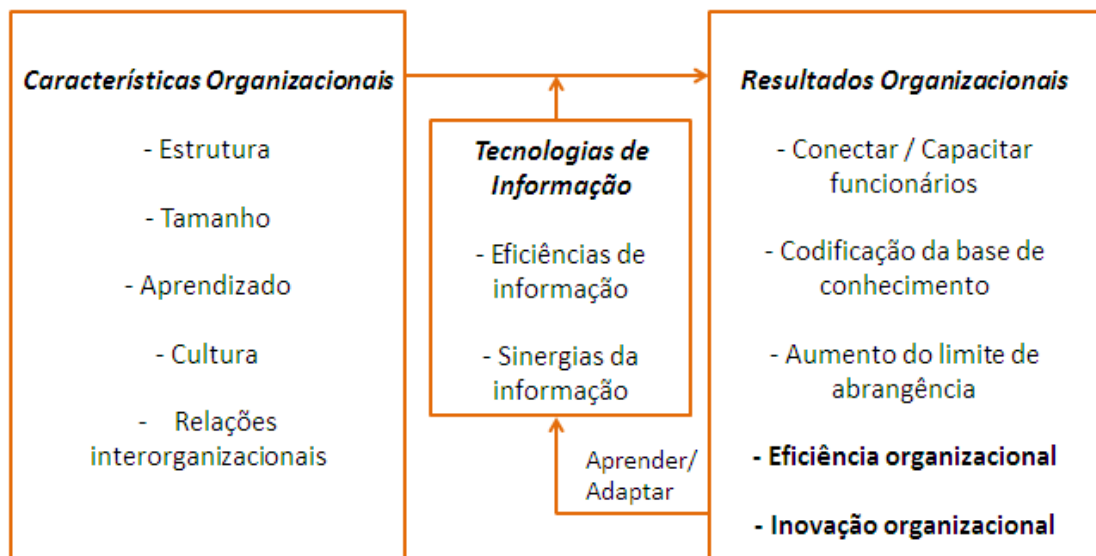 Características Organizacionais
- Estrutura
- Tamanho
- Aprendizado
- Cultura
- Relações
interorganizacionais
Tecnologias de
Informação
- Eficiências de
informação
- Sinergias da
informação
Aprender/
Adaptar
Resultados Organizacionais
- Conectar / Capacitar
funcionários
- Codificação da base de
conhecimento
- Aumento do limite de
abrangência
- Eficiência organizacional
- Inovação organizacional